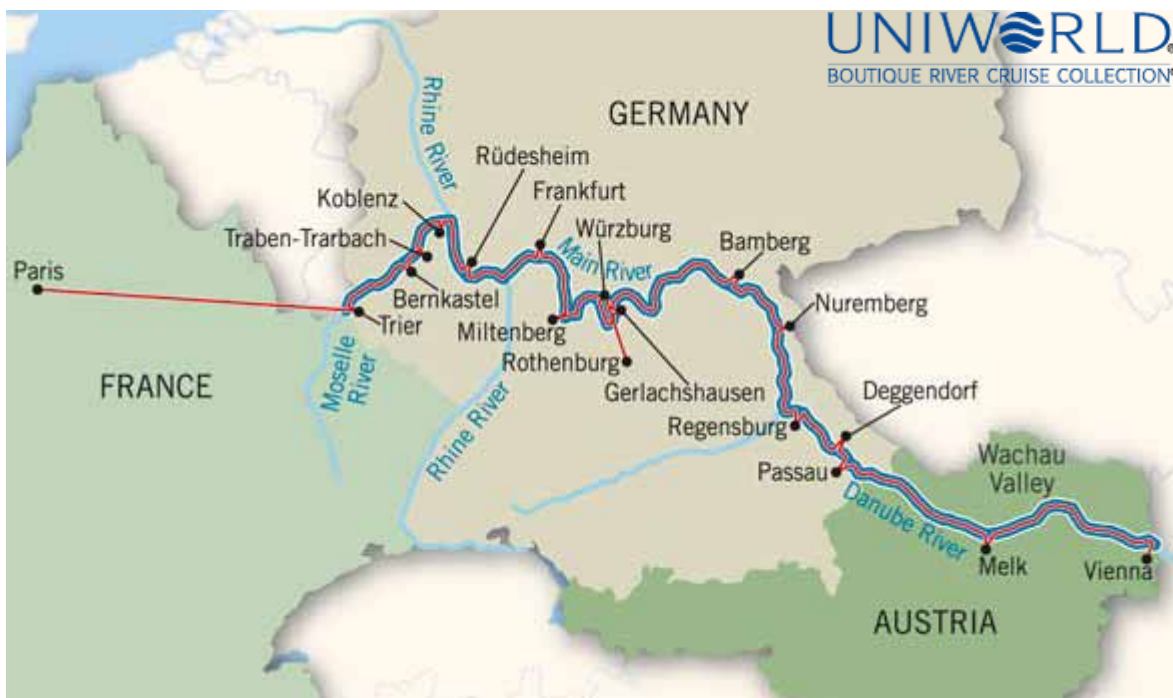 UNIWORLD®
BOUTIQUE RIVER CRUISE COLLECTION®
GERMANY
Rhine River
Rüdesheim
Koblenz
Frankfurt
Traben-Trarbach
Würzburg
Main River
Bamberg
Paris
Bernkastel
Trier
Miltenberg
Nuremberg
Rothenburg
FRANCE
Moselle
River
Gerlachshausen
Deggendorf
Regensburg
Rhine River
Passau
Wachau
Valley
Danube River
Melk
Vienna
AUSTRIA